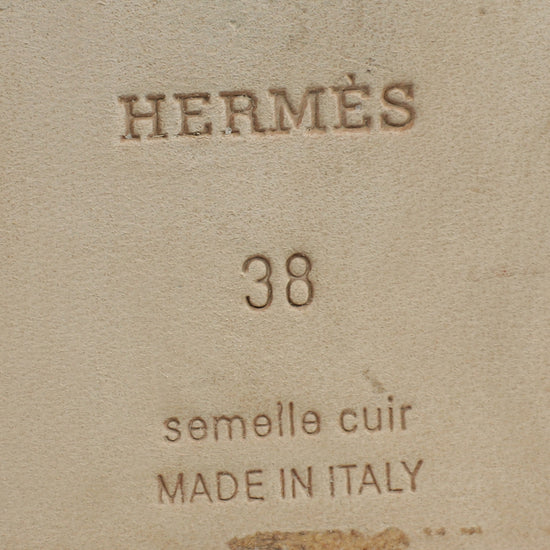 HERMÈS
38
semelle cuir
MADE IN ITALY